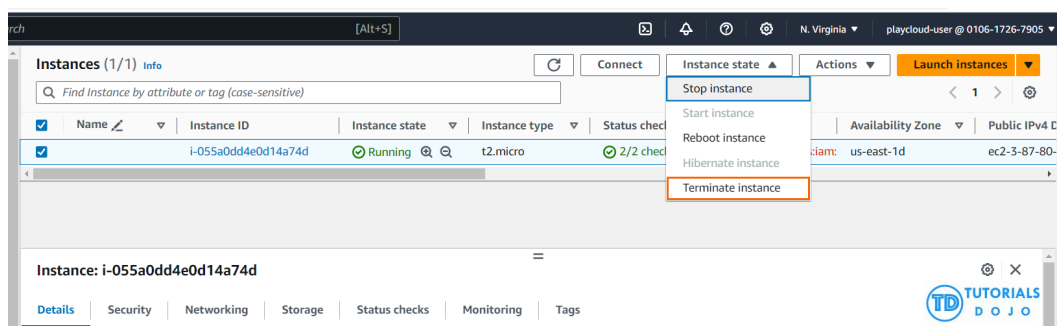 rch [Alt+S] N. Virginia playcloud-user @ 0106-1726-7905
Instances (1/1) Info Connect Instance state Actions Launch instances
Find Instance by attribute or tag (case-sensitive) Stop instance 1
Start instance
Name Instance ID Instance state Instance type Status chec Availability Zone Public IPv4 D
Reboot instance
i-055a0dd4e0d14a74d Running t2.micro 2/2 chec :iam: us-east-1d ec2-3-87-80-
Hibernate instance
Terminate instance
Instance: i-055a0dd4e0d14a74d
Details Security Networking Storage Status checks Monitoring Tags
TD TUTORIALS
DOJO